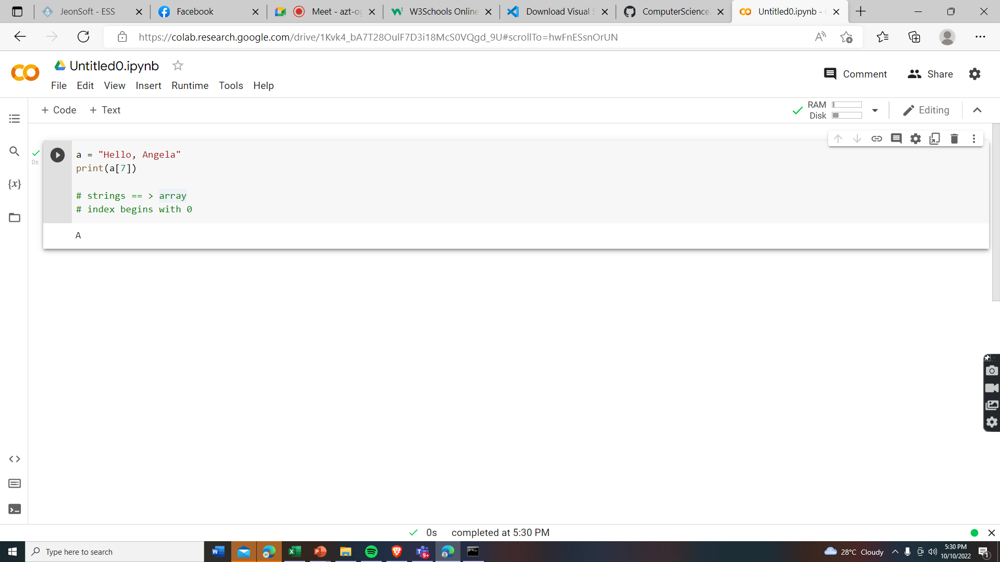 JeonSoft - ESS
Facebook
Meet - azt-o
W3Schools Online
Download Visual S
ComputerScience
Untitled0.ipynb -
https://colab.research.google.com/drive/1Kvk4_bA7T28OulF7D3i18McS0VQgd_9U#scrollTo=hwFnESsnOrUN
Untitled0.ipynb
File Edit View Insert Runtime Tools Help
Comment
Share
+ Code + Text
RAM
Disk
Editing
{x}
0s
a = "Hello, Angela"
print(a[7])
# strings == > array
# index begins with 0
A
0s completed at 5:30 PM
Type here to search
9+
28°C Cloudy
5:30 PM
10/10/2022
1